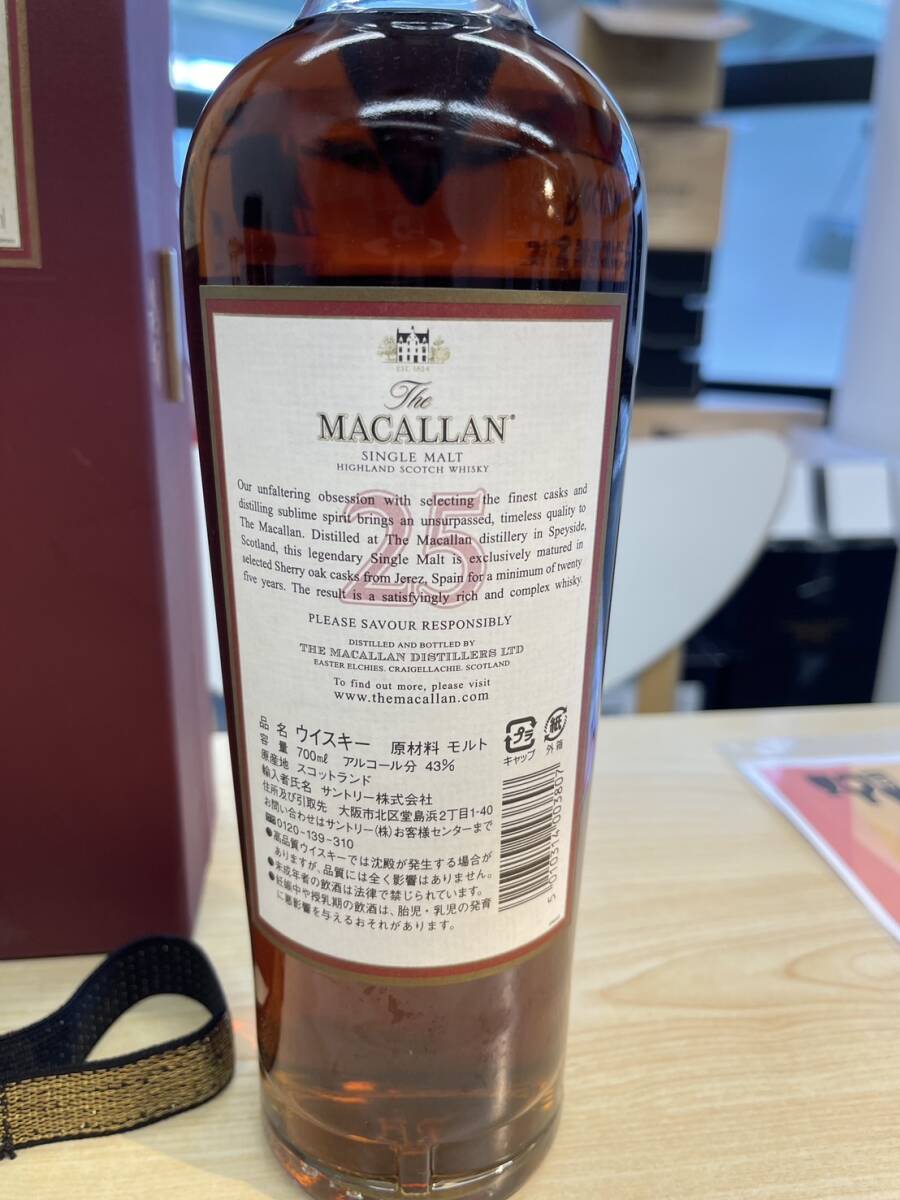 EST. 1824
The
MACALLAN
SINGLE MALT
HIGHLAND SCOTCH WHISKY
25
Our unfaltering obsession with selecting the finest casks and
distilling sublime spirit brings an unsurpassed, timeless quality to
The Macallan. Distilled at The Macallan distillery in Speyside,
Scotland, this legendary Single Malt is exclusively matured in
selected Sherry oak casks from Jerez, Spain for a minimum of twenty
five years. The result is a satisfyingly rich and complex whisky.
PLEASE SAVOUR RESPONSIBLY
DISTILLED AND BOTTLED BY
THE MACALLAN DISTILLERS LTD
EASTER ELCHIES. CRAIGELLACHIE. SCOTLAND
To find out more, please visit
www.themacallan.com
品名 ウイスキー 原材料 モルト
容量 700ml アルコール分 43%
原産地 スコットランド
輸入者氏名 サントリー株式会社
住所及び引取先 大阪市北区堂島浜2丁目1-40
お問い合わせはサントリー(株)お客様センターまで
0120-139-310
●高品質ウイスキーでは沈殿が発生する場合が
ありますが、品質には全く影響はありません。
●未成年者の飲酒は法律で禁じられています。
●妊娠中や授乳期の飲酒は、胎児・乳児の発育
に悪影響を与えるおそれがあります。
プラ
キャップ
紙
外箱
5 010314 003807